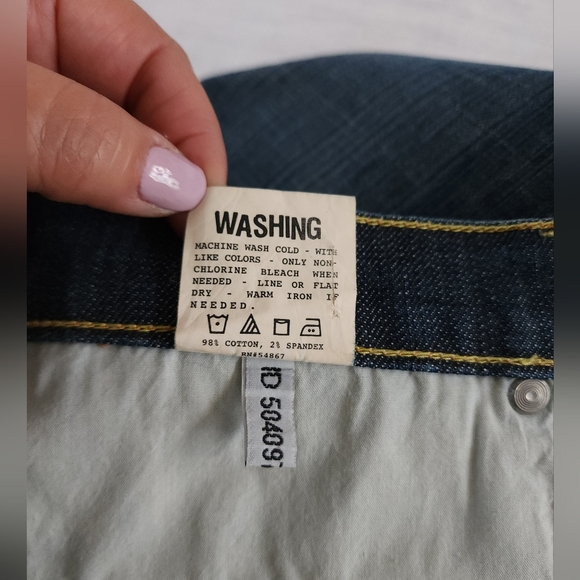 WASHING
MACHINE WASH COLD - WITH
LIKE COLORS - ONLY NON-
CHLORINE BLEACH WHEN
NEEDED - LINE OR FLAT
DRY - WARM IRON IF
NEEDED.
98% COTTON, 2% SPANDEX
RN#54867
ID 504097